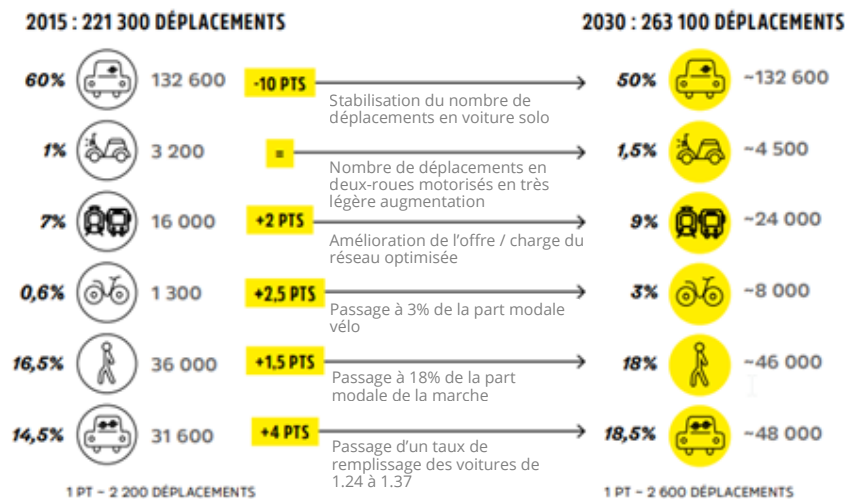 2015 : 221 300 DÉPLACEMENTS
2030 : 263 100 DÉPLACEMENTS
60%
132 600
-10 PTS
Stabilisation du nombre de
déplacements en voiture solo
50%
~132 600
1%
3 200
=
Nombre de déplacements en
deux-roues motorisés en très
légère augmentation
1,5%
~4 500
7%
16 000
+2 PTS
Amélioration de l'offre / charge du
réseau optimisée
9%
~24 000
0,6%
1 300
+2,5 PTS
Passage à 3% de la part modale
vélo
3%
~8 000
16,5%
36 000
+1,5 PTS
Passage à 18% de la part
modale de la marche
18%
~46 000
14,5%
31 600
+4 PTS
Passage d'un taux de
remplissage des voitures de
1.24 à 1.37
18,5%
~48 000
1 PT ~ 2 200 DÉPLACEMENTS
1 PT ~ 2 600 DÉPLACEMENTS